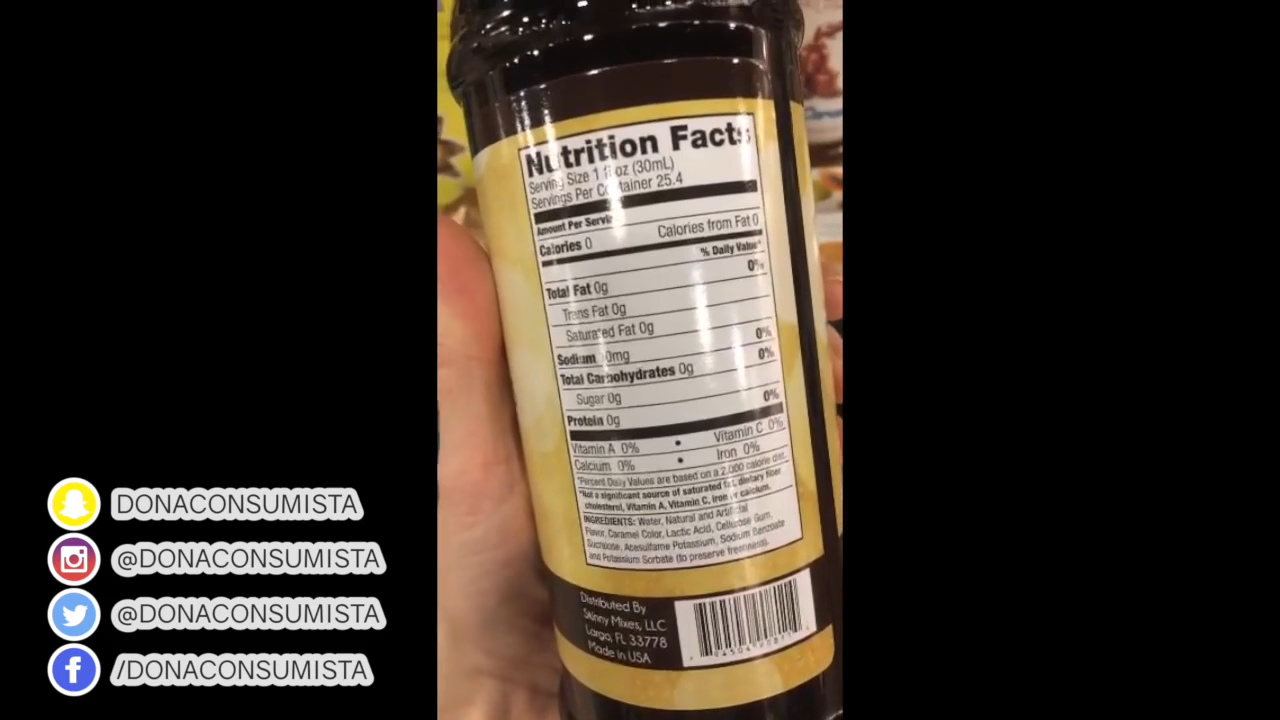 Nutrition Facts
Serving Size 1 fl oz (30mL)
Servings Per Container 25.4
Amount Per Serving
Calories 0 Calories from Fat 0
% Daily Value*
Total Fat 0g 0%
Trans Fat 0g
Saturated Fat 0g
Sodium 0mg 0%
Total Carbohydrates 0g 0%
Sugar 0g
Protein 0g 0%
Vitamin A 0% • Vitamin C 0%
Calcium 0% • Iron 0%
*Percent Daily Values are based on a 2,000 calorie diet.
*Not a significant source of saturated fat, dietary fiber
cholesterol, Vitamin A, Vitamin C, Iron or calcium.
INGREDIENTS: Water, Natural and Artificial
Flavor, Caramel Color, Lactic Acid, Cellulose Gum,
Sucralose, Acesulfame Potassium, Sodium Benzoate
and Potassium Sorbate (to preserve freshness).
Distributed By
Skinny Mixes, LLC
Largo, FL 33778
Made in USA
DONACONSUMISTA
@DONACONSUMISTA
@DONACONSUMISTA
/DONACONSUMISTA